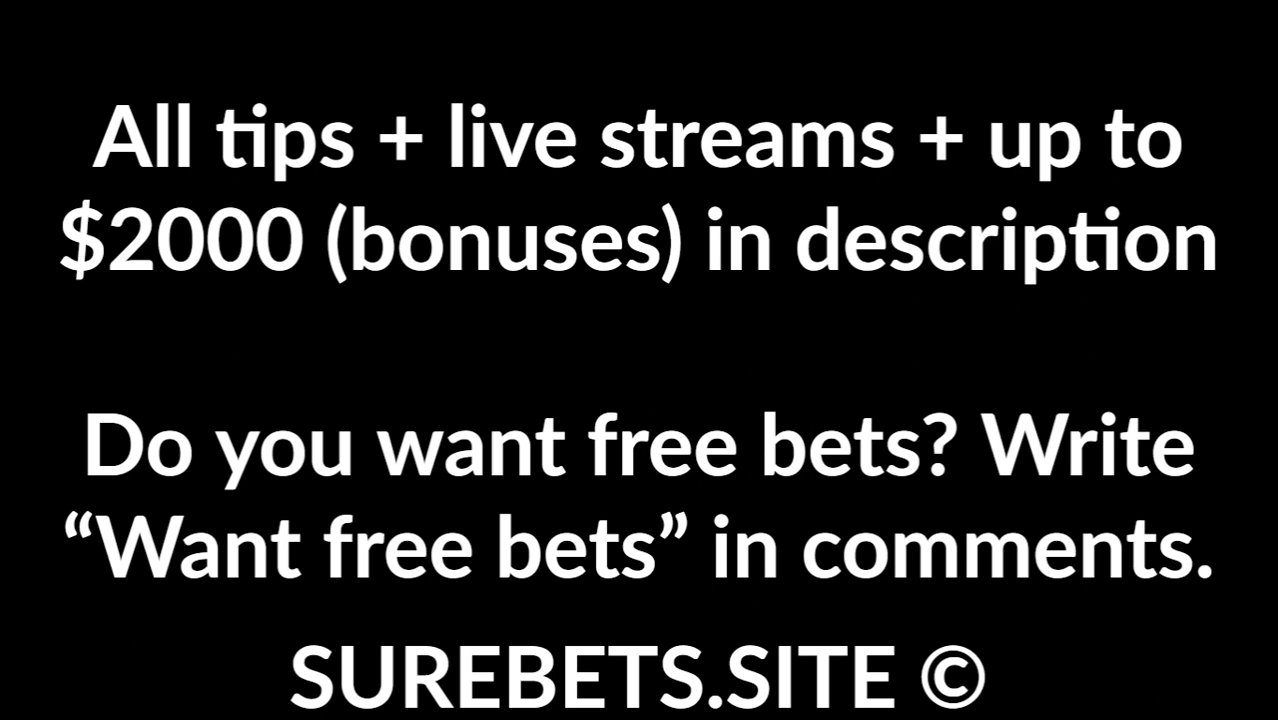 All tips + live streams + up to
$2000 (bonuses) in description
Do you want free bets? Write
“Want free bets” in comments.
SUREBETS.SITE ©